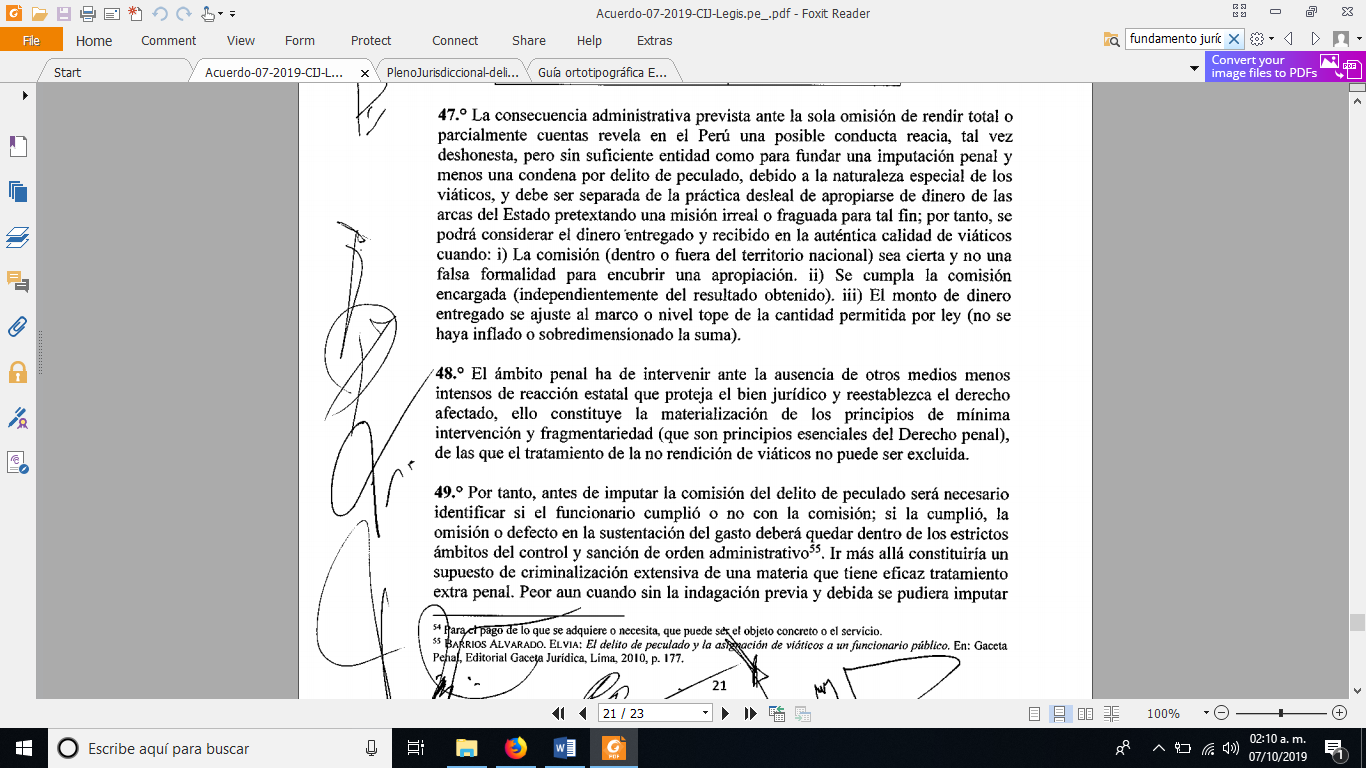 Acuerdo-07-2019-CIJ-Legis.pe_.pdf - Foxit Reader
File Home Comment View Form Protect Connect Share Help Extras
fundamento juríc
Start
Acuerdo-07-2019-CIJ-L...
PlenoJurisdiccional-deli...
Guía ortotipográfica E...
Convert your
image files to PDFs
47.° La consecuencia administrativa prevista ante la sola omisión de rendir total o
parcialmente cuentas revela en el Perú una posible conducta reacia, tal vez
deshonesta, pero sin suficiente entidad como para fundar una imputación penal y
menos una condena por delito de peculado, debido a la naturaleza especial de los
viáticos, y debe ser separada de la práctica desleal de apropiarse de dinero de las
arcas del Estado pretextando una misión irreal o fraguada para tal fin; por tanto, se
podrá considerar el dinero entregado y recibido en la auténtica calidad de viáticos
cuando: i) La comisión (dentro o fuera del territorio nacional) sea cierta y no una
falsa formalidad para encubrir una apropiación. ii) Se cumpla la comisión
encargada (independientemente del resultado obtenido). iii) El monto de dinero
entregado se ajuste al marco o nivel tope de la cantidad permitida por ley (no se
haya inflado o sobredimensionado la suma).
48.° El ámbito penal ha de intervenir ante la ausencia de otros medios menos
intensos de reacción estatal que proteja el bien jurídico y reestablezca el derecho
afectado, ello constituye la materialización de los principios de mínima
intervención y fragmentariedad (que son principios esenciales del Derecho penal),
de las que el tratamiento de la no rendición de viáticos no puede ser excluida.
49.° Por tanto, antes de imputar la comisión del delito de peculado será necesario
identificar si el funcionario cumplió o no con la comisión; si la cumplió, la
omisión o defecto en la sustentación del gasto deberá quedar dentro de los estrictos
ámbitos del control y sanción de orden administrativo55. Ir más allá constituiría un
supuesto de criminalización extensiva de una materia que tiene eficaz tratamiento
extra penal. Peor aun cuando sin la indagación previa y debida se pudiera imputar
54 Para el pago de lo que se adquiere o necesita, que puede ser el objeto concreto o el servicio.
55 BARRIOS ALVARADO. ELVIA: El delito de peculado y la asignación de viáticos a un funcionario público. En: Gaceta
Penal, Editorial Gaceta Jurídica, Lima, 2010, p. 177.
21
21 / 23
100%
Escribe aquí para buscar
02:10 a. m.
07/10/2019
1